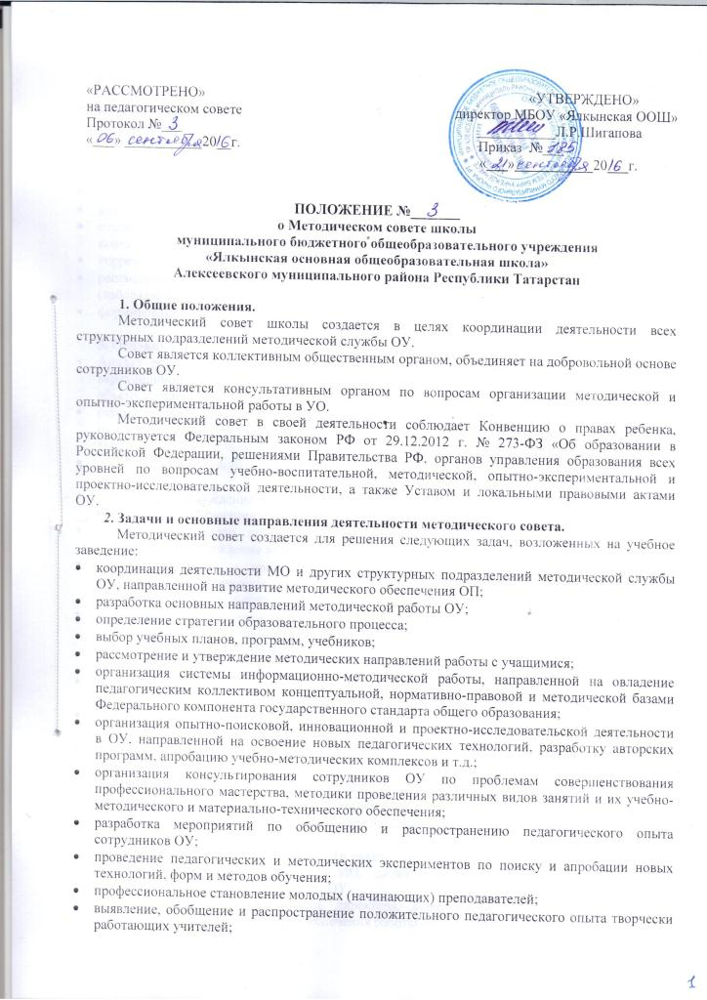 «РАССМОТРЕНО»
на педагогическом совете
Протокол № 3
«06» сентября 2016 г.
«УТВЕРЖДЕНО»
директор МБОУ «Ялкынская ООШ»
Л.Р.Шигапова
Приказ № 185
«21» сентября 2016 г.
ПОЛОЖЕНИЕ № 3
о Методическом совете школы
муниципального бюджетного общеобразовательного учреждения
«Ялкынская основная общеобразовательная школа»
Алексеевского муниципального района Республики Татарстан
1. Общие положения.
Методический совет школы создается в целях координации деятельности всех
структурных подразделений методической службы ОУ.
Совет является коллективным общественным органом, объединяет на добровольной основе
сотрудников ОУ.
Совет является консультативным органом по вопросам организации методической и
опытно-экспериментальной работы в УО.
Методический совет в своей деятельности соблюдает Конвенцию о правах ребенка,
руководствуется Федеральным законом РФ от 29.12.2012 г. № 273-ФЗ «Об образовании в
Российской Федерации, решениями Правительства РФ, органов управления образования всех
уровней по вопросам учебно-воспитательной, методической, опытно-экспериментальной и
проектно-исследовательской деятельности, а также Уставом и локальными правовыми актами
ОУ.
2. Задачи и основные направления деятельности методического совета.
Методический совет создается для решения следующих задач, возложенных на учебное
заведение:
• координация деятельности МО и других структурных подразделений методической службы
ОУ, направленной на развитие методического обеспечения ОП;
• разработка основных направлений методической работы ОУ;
• определение стратегии образовательного процесса;
• выбор учебных планов, программ, учебников;
• рассмотрение и утверждение методических направлений работы с учащимися;
• организация системы информационно-методической работы, направленной на овладение
педагогическим коллективом концептуальной, нормативно-правовой и методической базами
Федерального компонента государственного стандарта общего образования;
• организация опытно-поисковой, инновационной и проектно-исследовательской деятельности
в ОУ, направленной на освоение новых педагогических технологий, разработку авторских
программ, апробацию учебно-методических комплексов и т.д.;
• организация консультирования сотрудников ОУ по проблемам совершенствования
профессионального мастерства, методики проведения различных видов занятий и их учебно-
методического и материально-технического обеспечения;
• разработка мероприятий по обобщению и распространению педагогического опыта
сотрудников ОУ;
• проведение педагогических и методических экспериментов по поиску и апробации новых
технологий, форм и методов обучения;
• профессиональное становление молодых (начинающих) преподавателей;
• выявление, обобщение и распространение положительного педагогического опыта творчески
работающих учителей;
1